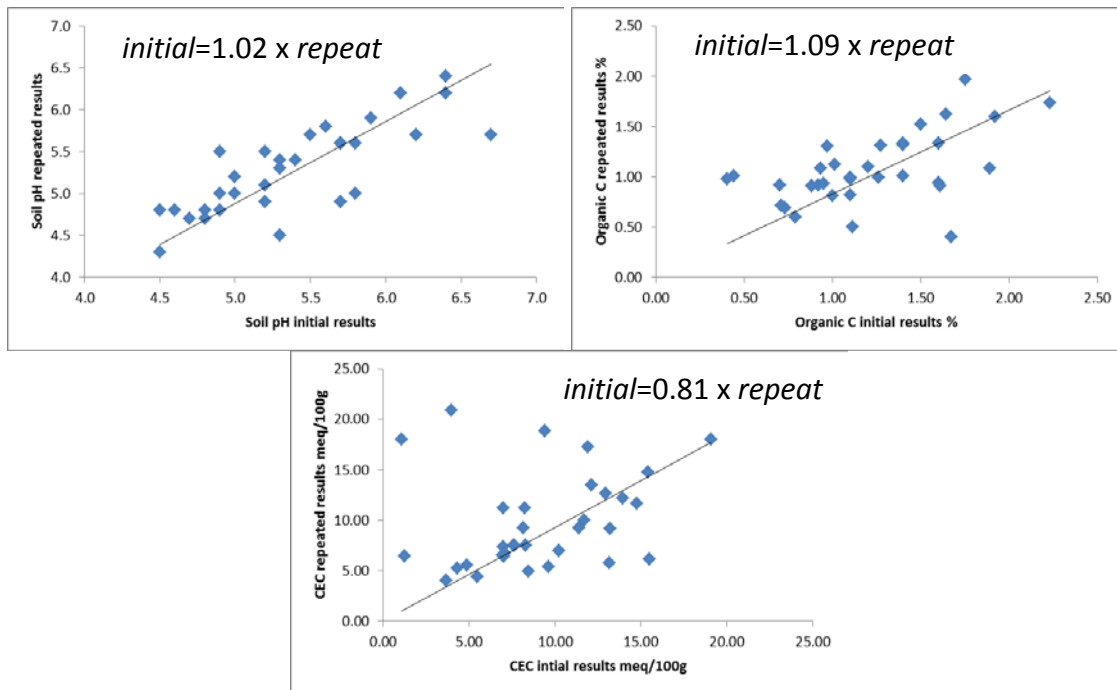 initial=1.02 x repeat
7.0
6.5
6.0
5.5
5.0
4.5
4.0
Soil pH repeated results
4.0 4.5 5.0 5.5 6.0 6.5 7.0
Soil pH initial results
initial=1.09 x repeat
2.50
2.00
1.50
1.00
0.50
0.00
Organic C repeated results %
0.00 0.50 1.00 1.50 2.00 2.50
Organic C initial results %
initial=0.81 x repeat
25.00
20.00
15.00
10.00
5.00
0.00
CEC repeated results meq/100g
0.00 5.00 10.00 15.00 20.00 25.00
CEC intial results meq/100g